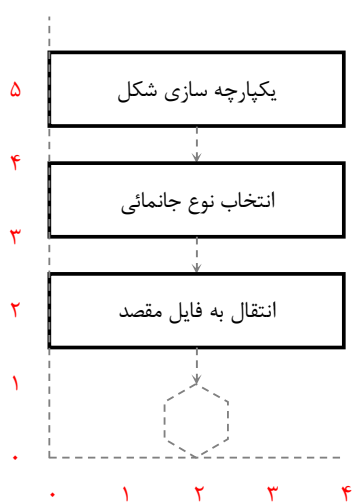 ۵
یکپارچه سازی شکل
۴
انتخاب نوع جانمائی
۳
۲
انتقال به فایل مقصد
۱
۰
۰ ۱ ۲ ۳ ۴